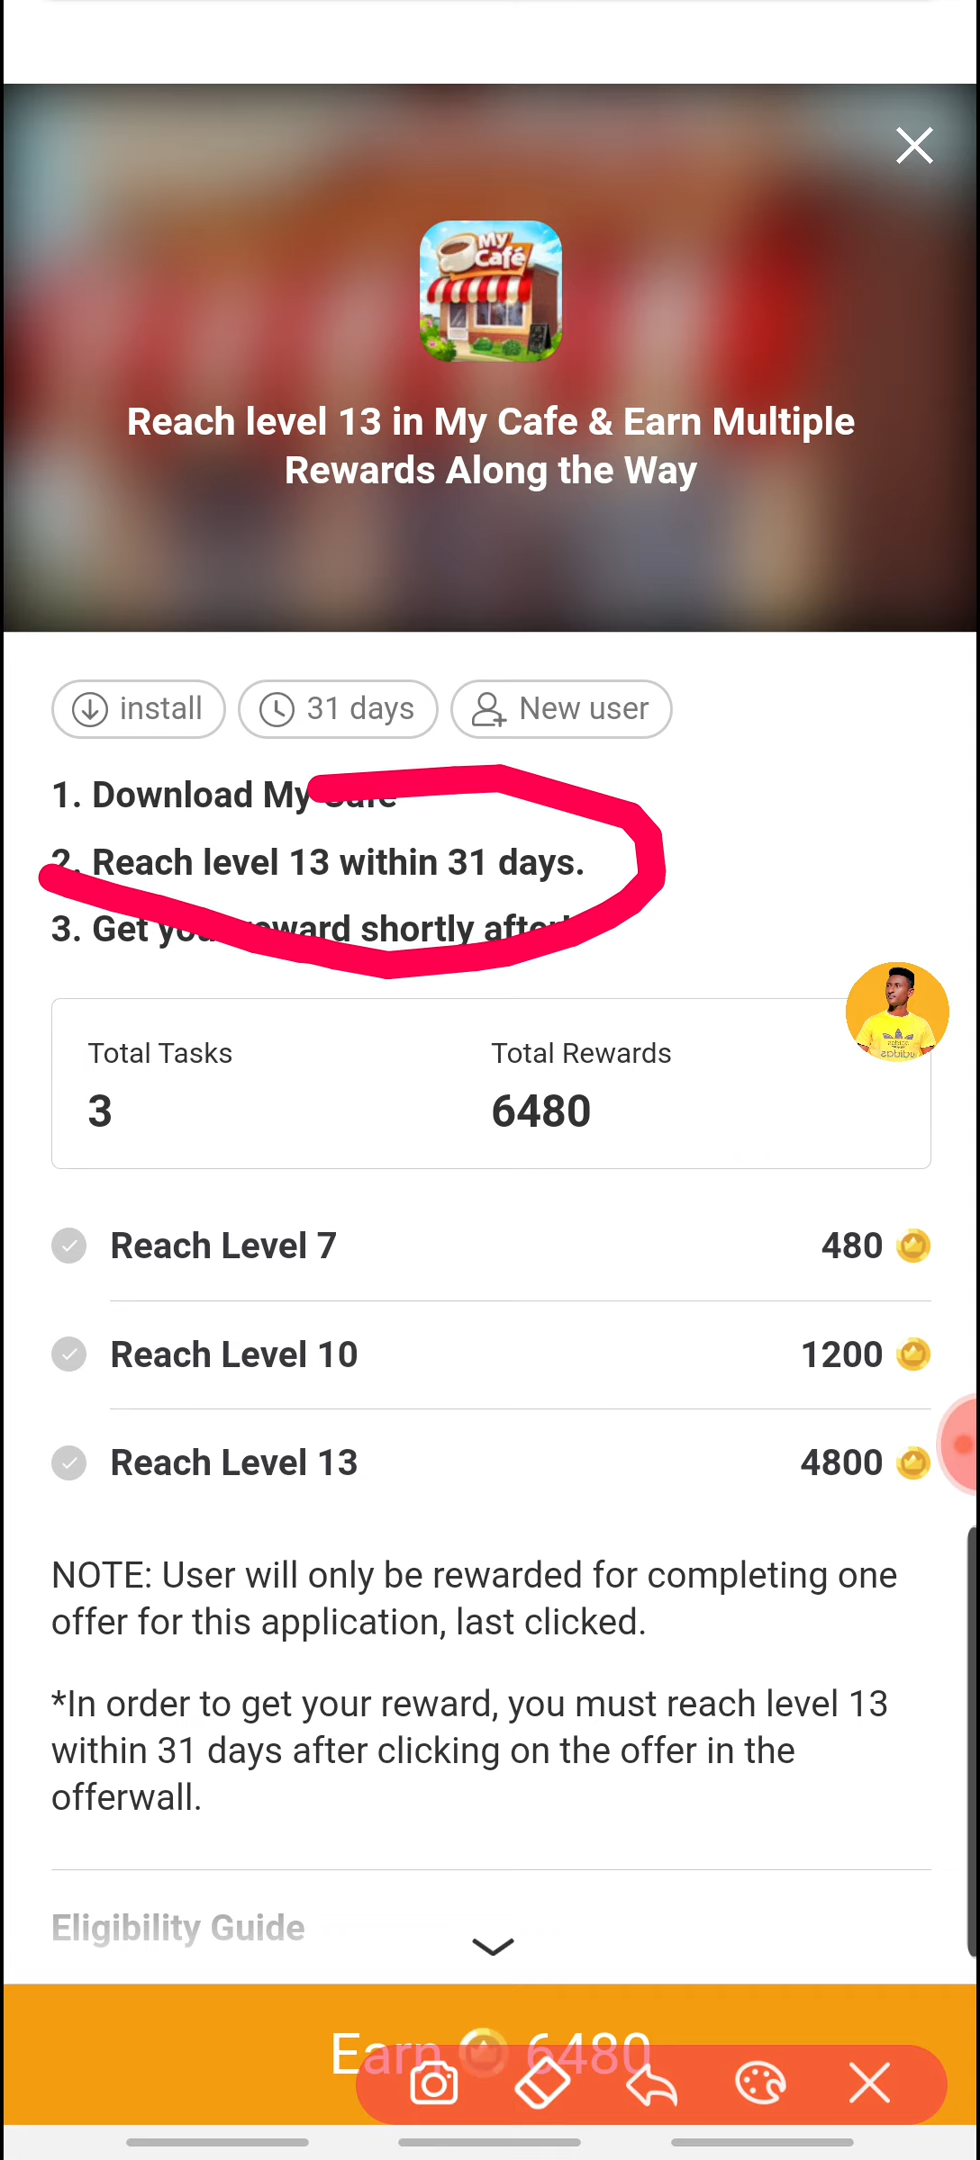 My
Café
Reach level 13 in My Cafe & Earn Multiple
Rewards Along the Way
install
31 days
New user
1. Download My Cafe
2. Reach level 13 within 31 days.
3. Get your reward shortly after!
Total Tasks
Total Rewards
3
6480
Reach Level 7
480
Reach Level 10
1200
Reach Level 13
4800
NOTE: User will only be rewarded for completing one
offer for this application, last clicked.
*In order to get your reward, you must reach level 13
within 31 days after clicking on the offer in the
offerwall.
Eligibility Guide
Earn 6480